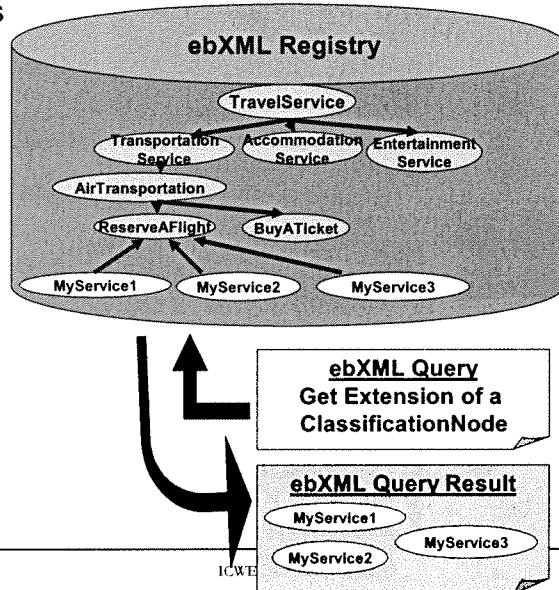 s
ebXML Registry
TravelService
Transportation Service
Accommodation Service
Entertainment Service
AirTransportation
ReserveAFlight
BuyATicket
MyService1
MyService2
MyService3
ebXML Query
Get Extension of a
ClassificationNode
ebXML Query Result
MyService1
MyService3
MyService2
ICWE